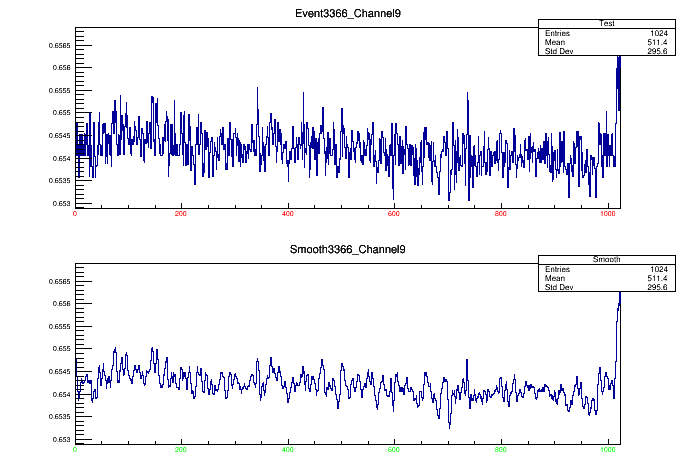 Event3366_Channel9
Test
Entries 1024
Mean 511.4
Std Dev 295.6
0.6565
0.656
0.6555
0.655
0.6545
0.654
0.6535
0.653
0 200 400 600 800 1000
Smooth3366_Channel9
Smooth
Entries 1024
Mean 511.4
Std Dev 295.6
0.6565
0.656
0.6555
0.655
0.6545
0.654
0.6535
0.653
0 200 400 600 800 1000